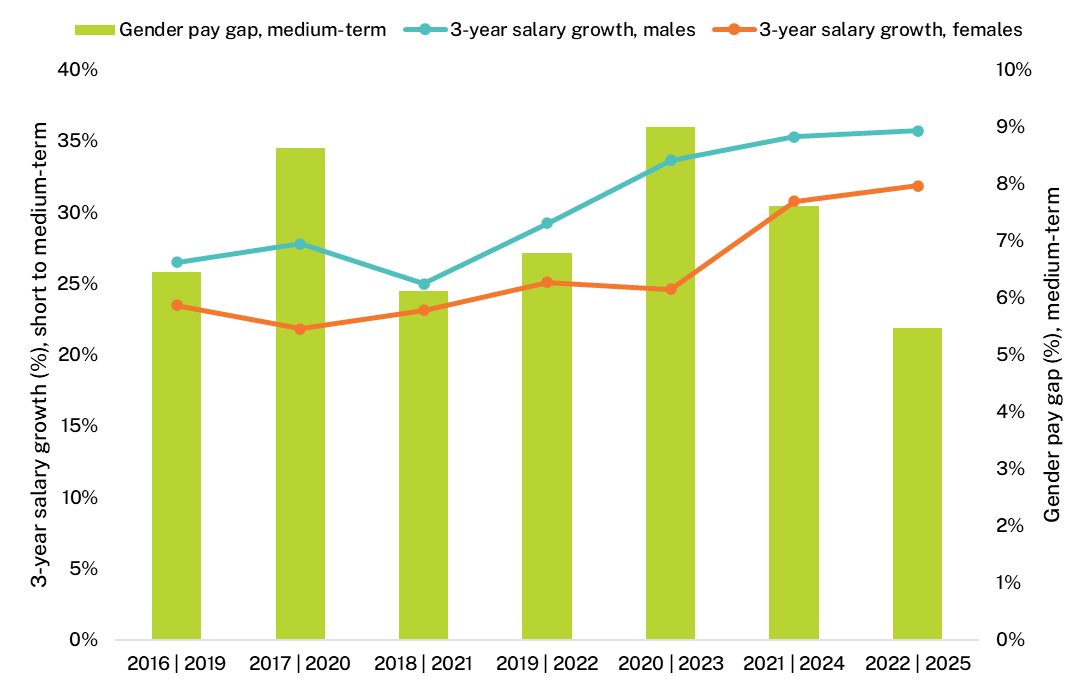 Gender pay gap, medium-term
3-year salary growth, males
3-year salary growth, females
40%
35%
30%
25%
20%
15%
10%
5%
0%
3-year salary growth (%), short to medium-term
10%
9%
8%
7%
6%
5%
4%
3%
2%
1%
0%
Gender pay gap (%), medium-term
2016 | 2019
2017 | 2020
2018 | 2021
2019 | 2022
2020 | 2023
2021 | 2024
2022 | 2025